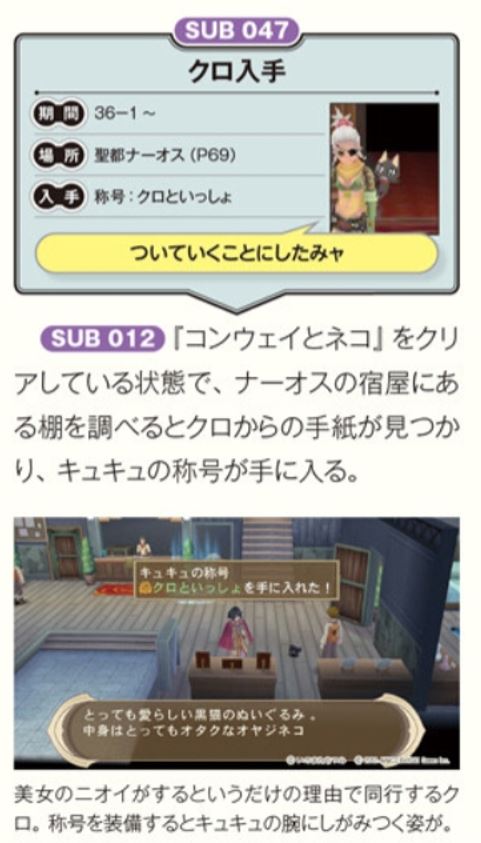 SUB 047
クロ入手
期間 36−1～
場所 聖都ナーオス(P69)
入手 称号:クロといっしょ
ついていくことにしたみャ
SUB 012『コンウェイとネコ』をクリ
アしている状態で、ナーオスの宿屋にあ
る棚を調べるとクロからの手紙が見つか
り、キュキュの称号が手に入る。
キュキュの称号
クロといっしょを手に入れた!
とっても愛らしい黒猫のぬいぐるみ。
中身はとってもオタクなオヤジネコ
美女のニオイがするというだけの理由で同行するク
ロ。称号を装備するとキュキュの腕にしがみつく姿が。